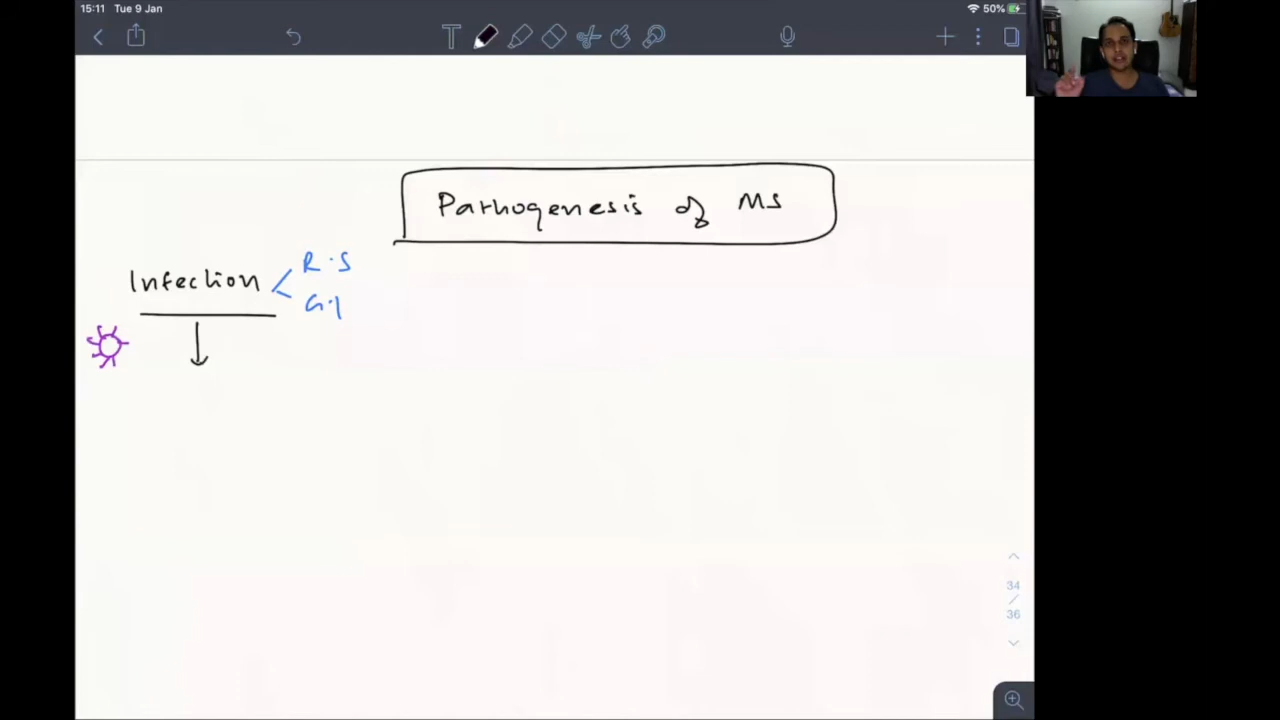 15:11 Tue 9 Jan 50%
Pathogenesis of MS
Infection
R.S
G.I
34
/
36